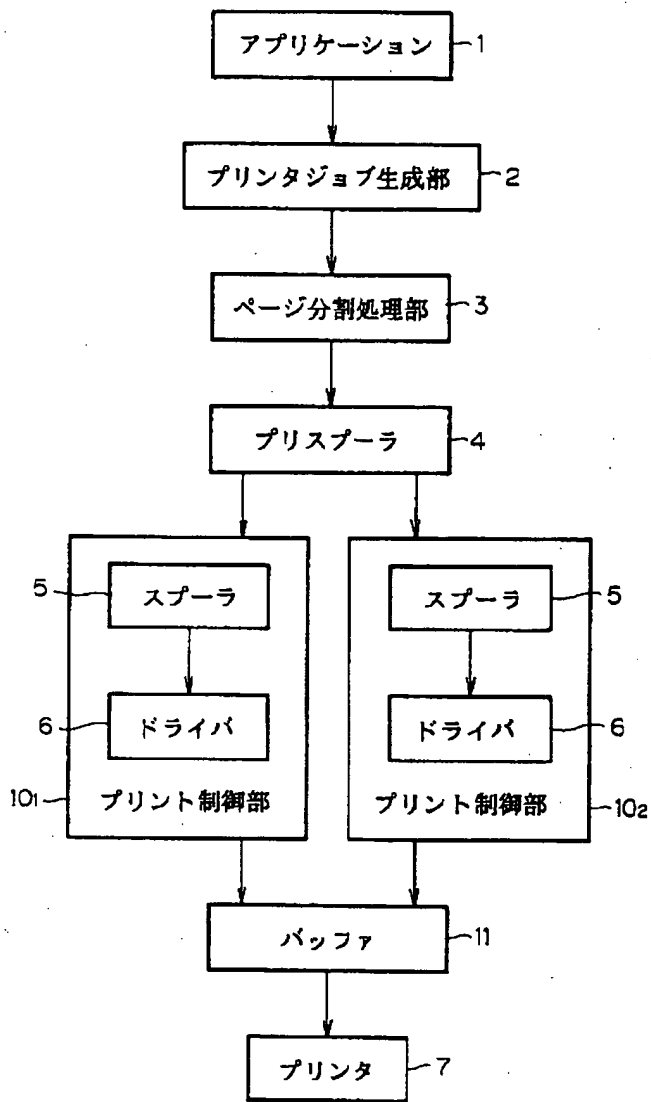 アプリケーション 1
プリンタジョブ生成部 2
ページ分割処理部 3
プリスプーラ 4
5 スプーラ
スプーラ 5
6 ドライバ
ドライバ 6
10₁ プリント制御部
プリント制御部 10₂
バッファ 11
プリンタ 7